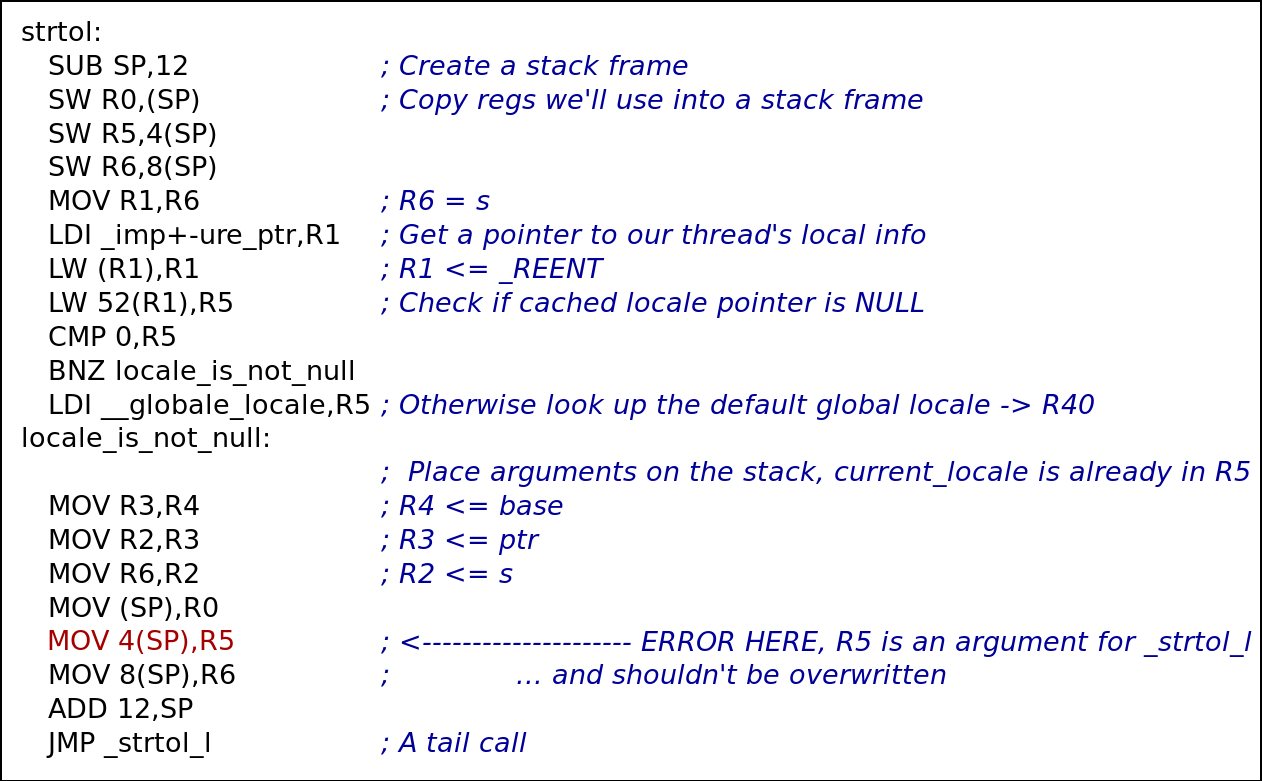 strtol:
SUB SP,12 ; Create a stack frame
SW R0,(SP) ; Copy regs we'll use into a stack frame
SW R5,4(SP)
SW R6,8(SP)
MOV R1,R6 ; R6 = s
LDI _imp+-ure_ptr,R1 ; Get a pointer to our thread's local info
LW (R1),R1 ; R1 <= _REENT
LW 52(R1),R5 ; Check if cached locale pointer is NULL
CMP 0,R5
BNZ locale_is_not_null
LDI __globale_locale,R5 ; Otherwise look up the default global locale -> R40
locale_is_not_null:
; Place arguments on the stack, current_locale is already in R5
MOV R3,R4 ; R4 <= base
MOV R2,R3 ; R3 <= ptr
MOV R6,R2 ; R2 <= s
MOV (SP),R0
MOV 4(SP),R5 ; <--------------------- ERROR HERE, R5 is an argument for _strtol_l
MOV 8(SP),R6 ; ... and shouldn't be overwritten
ADD 12,SP
JMP _strtol_l ; A tail call